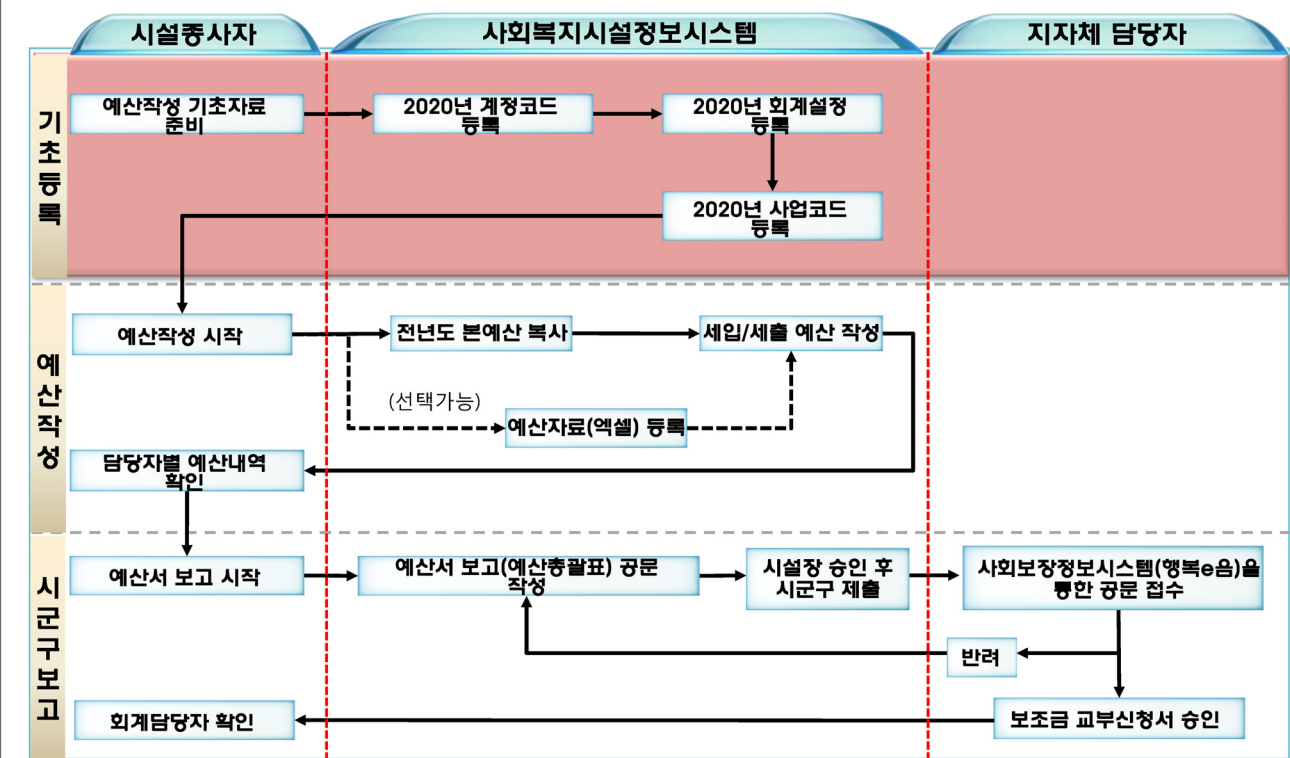 시설종사자
사회복지시설정보시스템
지자체 담당자
기초등록
예산작성 기초자료
준비
2020년 계정코드
등록
2020년 회계설정
등록
2020년 사업코드
등록
예산작성
예산작성 시작
전년도 본예산 복사
세입/세출 예산 작성
(선택가능)
예산자료(엑셀) 등록
담당자별 예산내역
확인
시군구보고
예산서 보고 시작
예산서 보고(예산총괄표) 공문
작성
시설장 승인 후
시군구 제출
사회보장정보시스템(행복e음)을
통한 공문 접수
반려
회계담당자 확인
보조금 교부신청서 승인